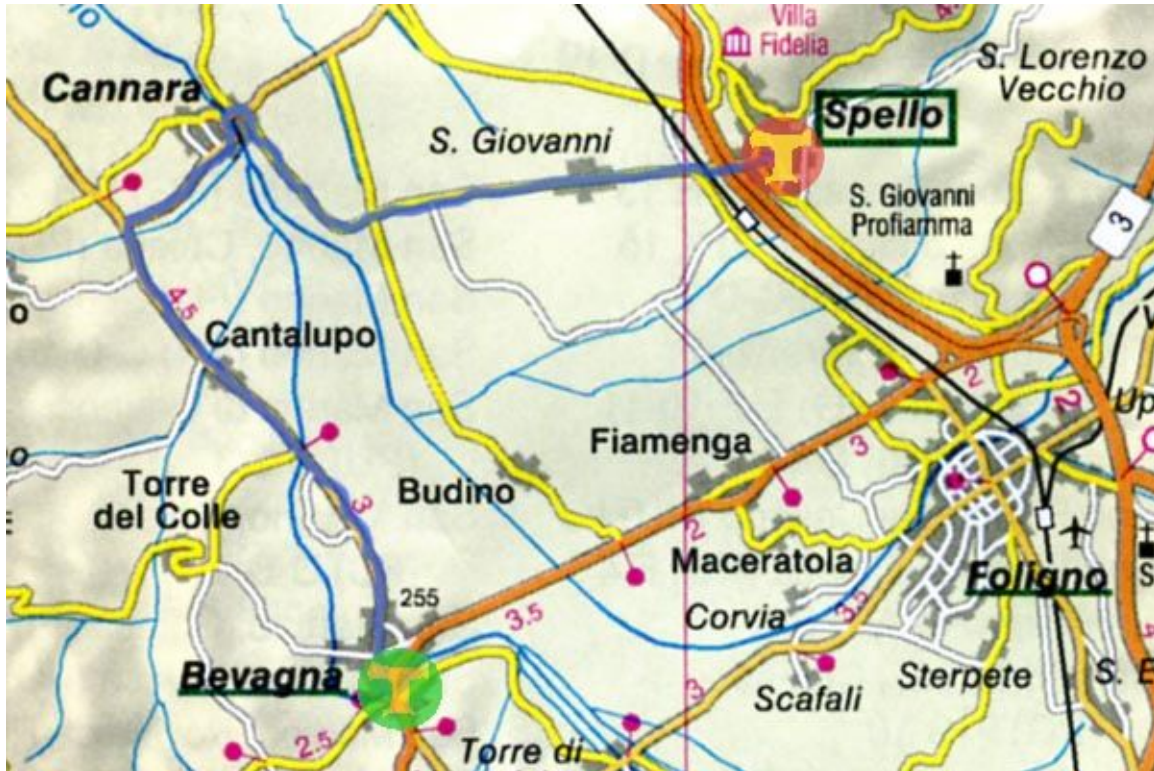 Villa
Fidelia
S. Lorenzo
Vecchio
Cannara
Spello
S. Giovanni
S. Giovanni
Profiamma
3
4.5
Cantalupo
2
2
Up
Fiamenga
3
Torre
del Colle
Budino
3
2
Maceratola
Foligno
S
255
3.5
Corvia
3.5
Bevagna
Sterpete
S. E
Scafali
3
2.5
Torre di
T
T